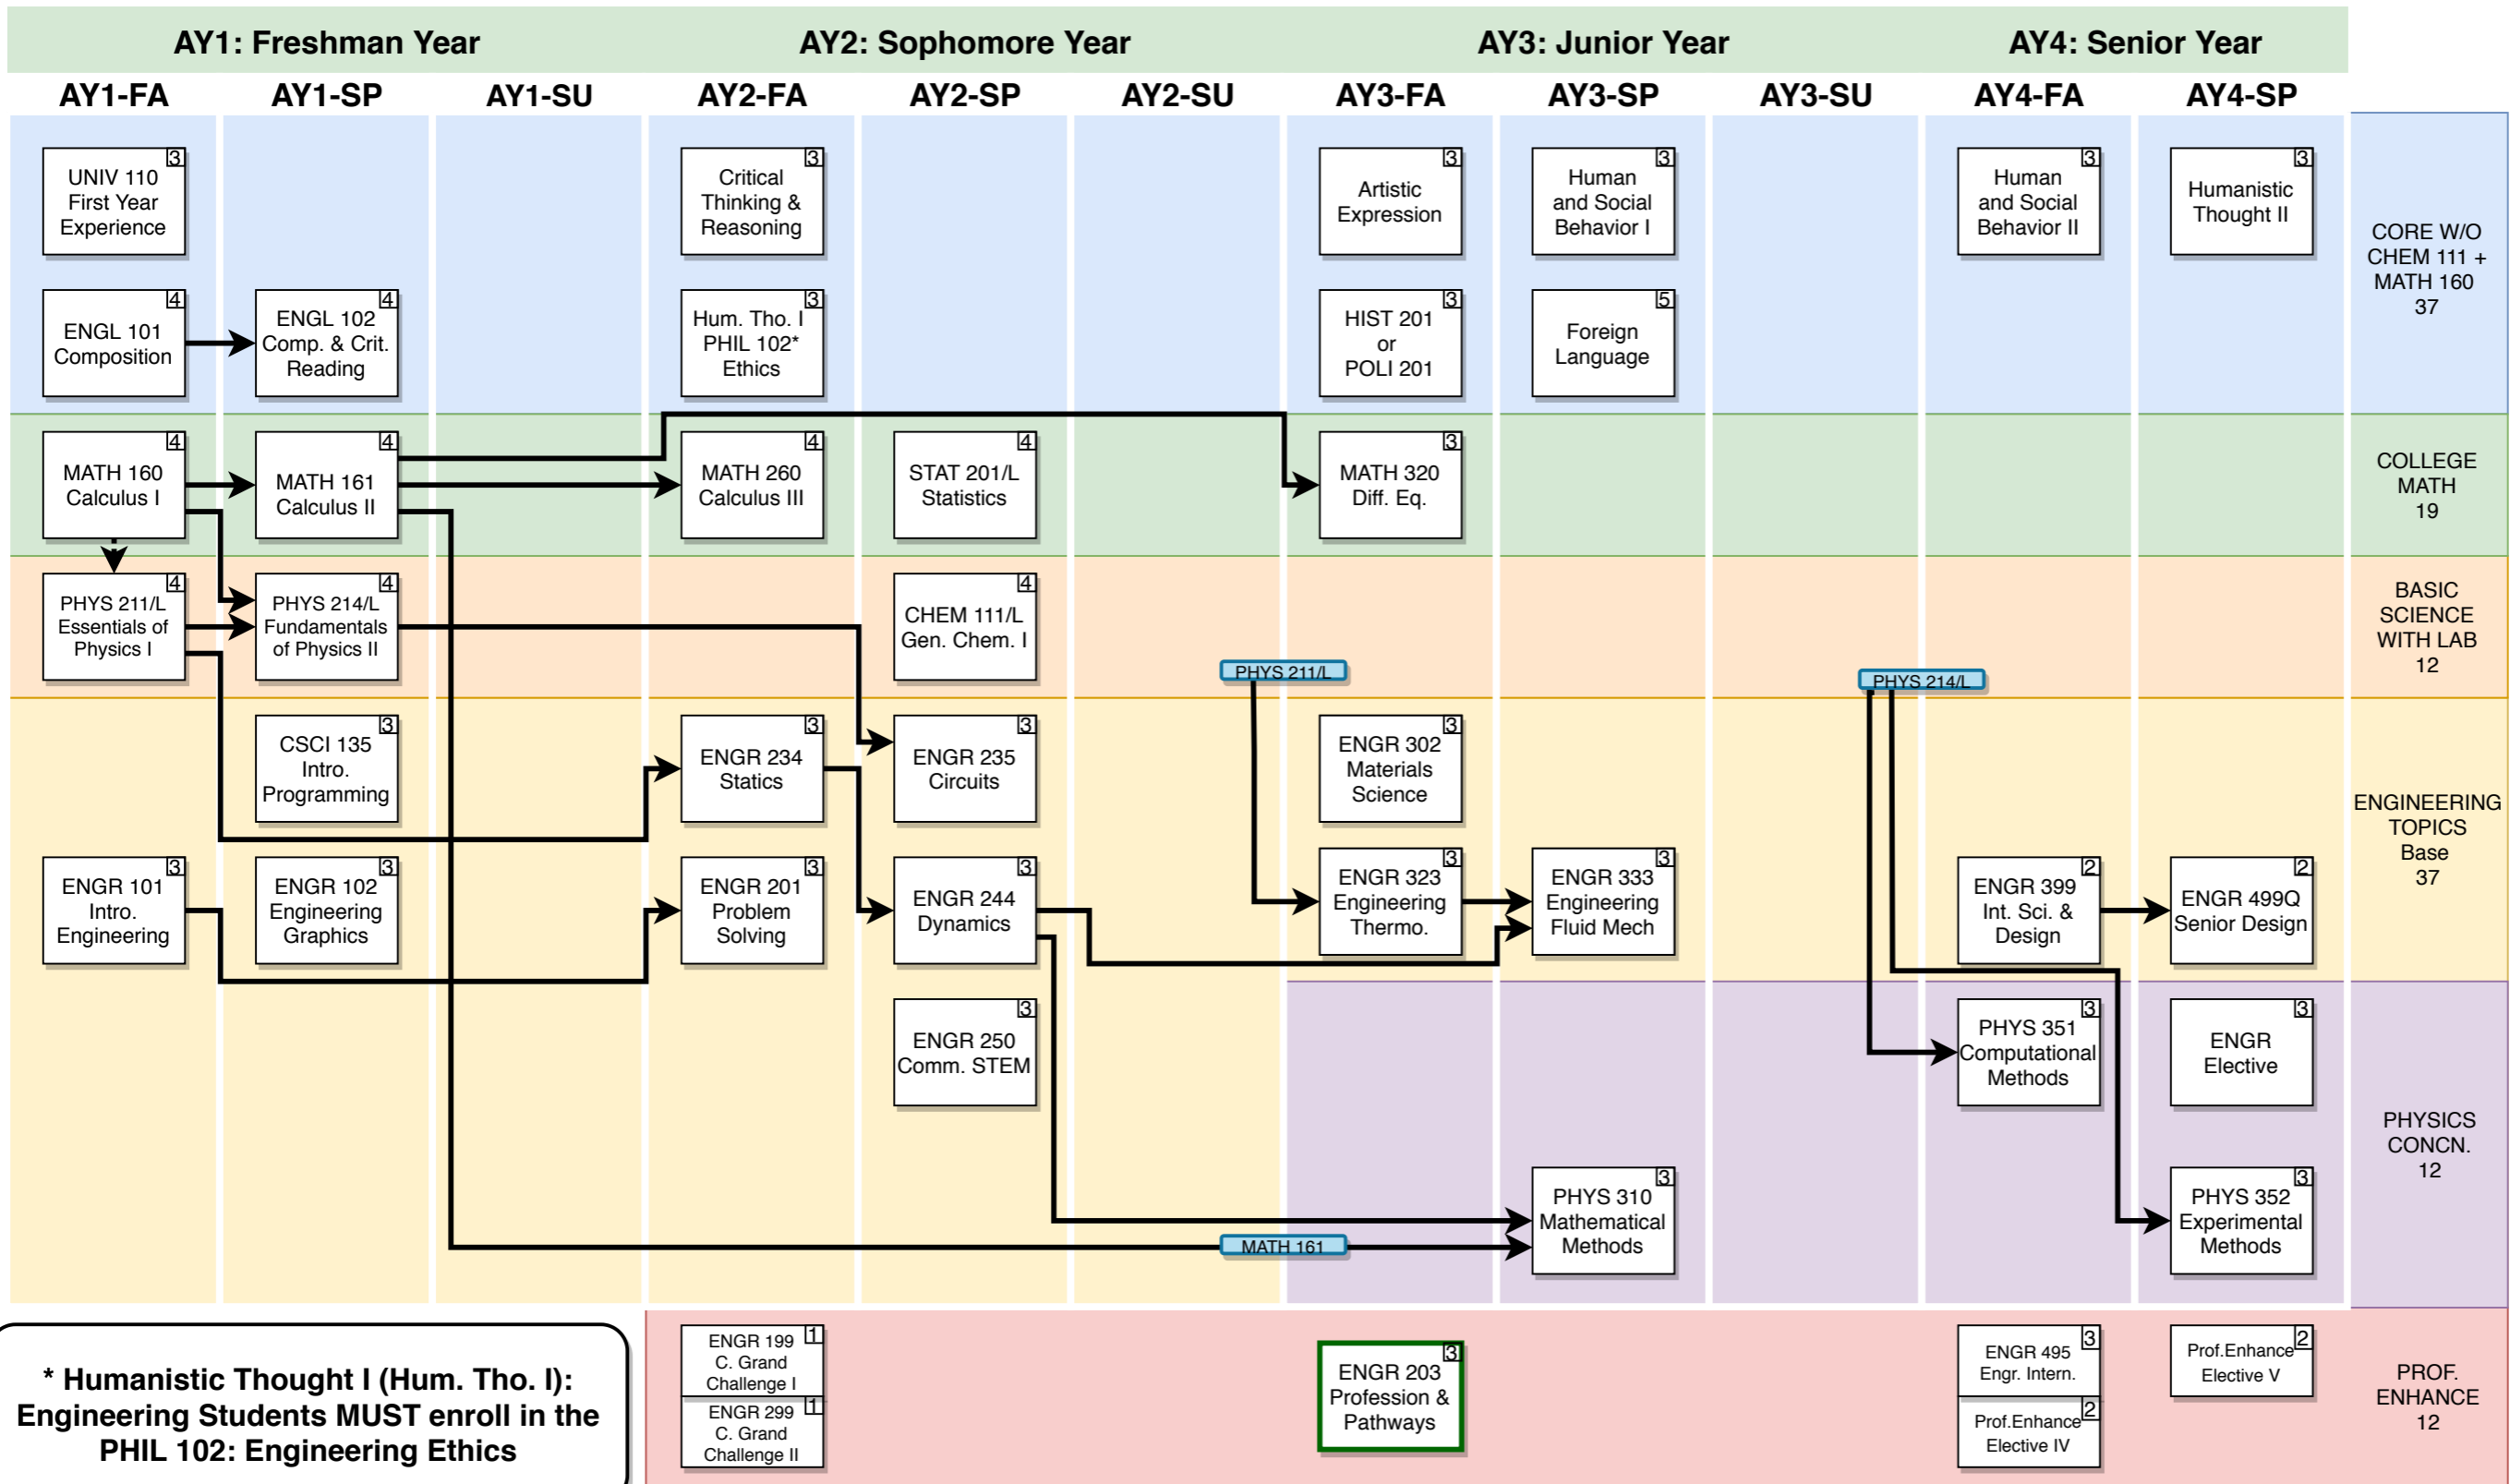 AY1: Freshman Year
AY2: Sophomore Year
AY3: Junior Year
AY4: Senior Year
AY1-FA
AY1-SP
AY1-SU
AY2-FA
AY2-SP
AY2-SU
AY3-FA
AY3-SP
AY3-SU
AY4-FA
AY4-SP
3
UNIV 110
First Year
Experience
3
Critical
Thinking &
Reasoning
3
Artistic
Expression
3
Human
and Social
Behavior I
3
Human
and Social
Behavior II
3
Humanistic
Thought II
CORE W/O
CHEM 111 +
MATH 160
37
4
ENGL 101
Composition
4
ENGL 102
Comp. & Crit.
Reading
3
Hum. Tho. I
PHIL 102*
Ethics
3
HIST 201
or
POLI 201
5
Foreign
Language
4
MATH 160
Calculus I
4
MATH 161
Calculus II
4
MATH 260
Calculus III
4
STAT 201/L
Statistics
3
MATH 320
Diff. Eq.
COLLEGE
MATH
19
4
PHYS 211/L
Essentials of
Physics I
4
PHYS 214/L
Fundamentals
of Physics II
4
CHEM 111/L
Gen. Chem. I
PHYS 211/L
PHYS 214/L
BASIC
SCIENCE
WITH LAB
12
3
CSCI 135
Intro.
Programming
3
ENGR 234
Statics
3
ENGR 235
Circuits
3
ENGR 302
Materials
Science
ENGINEERING
TOPICS
Base
37
3
ENGR 101
Intro.
Engineering
3
ENGR 102
Engineering
Graphics
3
ENGR 201
Problem
Solving
3
ENGR 244
Dynamics
3
ENGR 323
Engineering
Thermo.
3
ENGR 333
Engineering
Fluid Mech
2
ENGR 399
Int. Sci. &
Design
2
ENGR 499Q
Senior Design
3
ENGR 250
Comm. STEM
3
PHYS 351
Computational
Methods
3
ENGR
Elective
PHYSICS
CONCN.
12
MATH 161
3
PHYS 310
Mathematical
Methods
3
PHYS 352
Experimental
Methods
* Humanistic Thought I (Hum. Tho. I):
Engineering Students MUST enroll in the
PHIL 102: Engineering Ethics
1
ENGR 199
C. Grand
Challenge I
1
ENGR 299
C. Grand
Challenge II
3
ENGR 203
Profession &
Pathways
3
ENGR 495
Engr. Intern.
2
Prof.Enhance
Elective IV
2
Prof.Enhance
Elective V
PROF.
ENHANCE
12